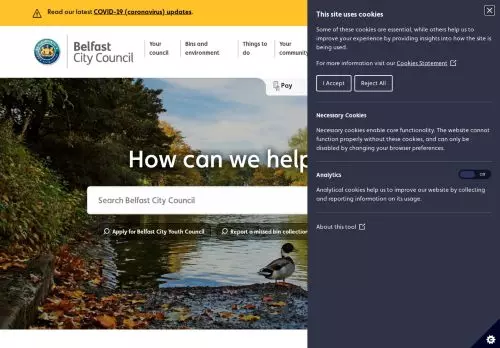 Read our latest COVID-19 (coronavirus) updates.
Belfast
City Council
Your
council
Bins and
environment
Things to
do
Your
community
Pay
How can we help
Search Belfast City Council
Apply for Belfast City Youth Council
Report a missed bin collection
This site uses cookies
Some of these cookies are essential, while others help us to
improve your experience by providing insights into how the site is
being used.
For more information visit our Cookies Statement
I Accept
Reject All
Necessary Cookies
Necessary cookies enable core functionality. The website cannot
function properly without these cookies, and can only be
disabled by changing your browser preferences.
Analytics
Off
Analytical cookies help us to improve our website by collecting
and reporting information on its usage.
About this tool